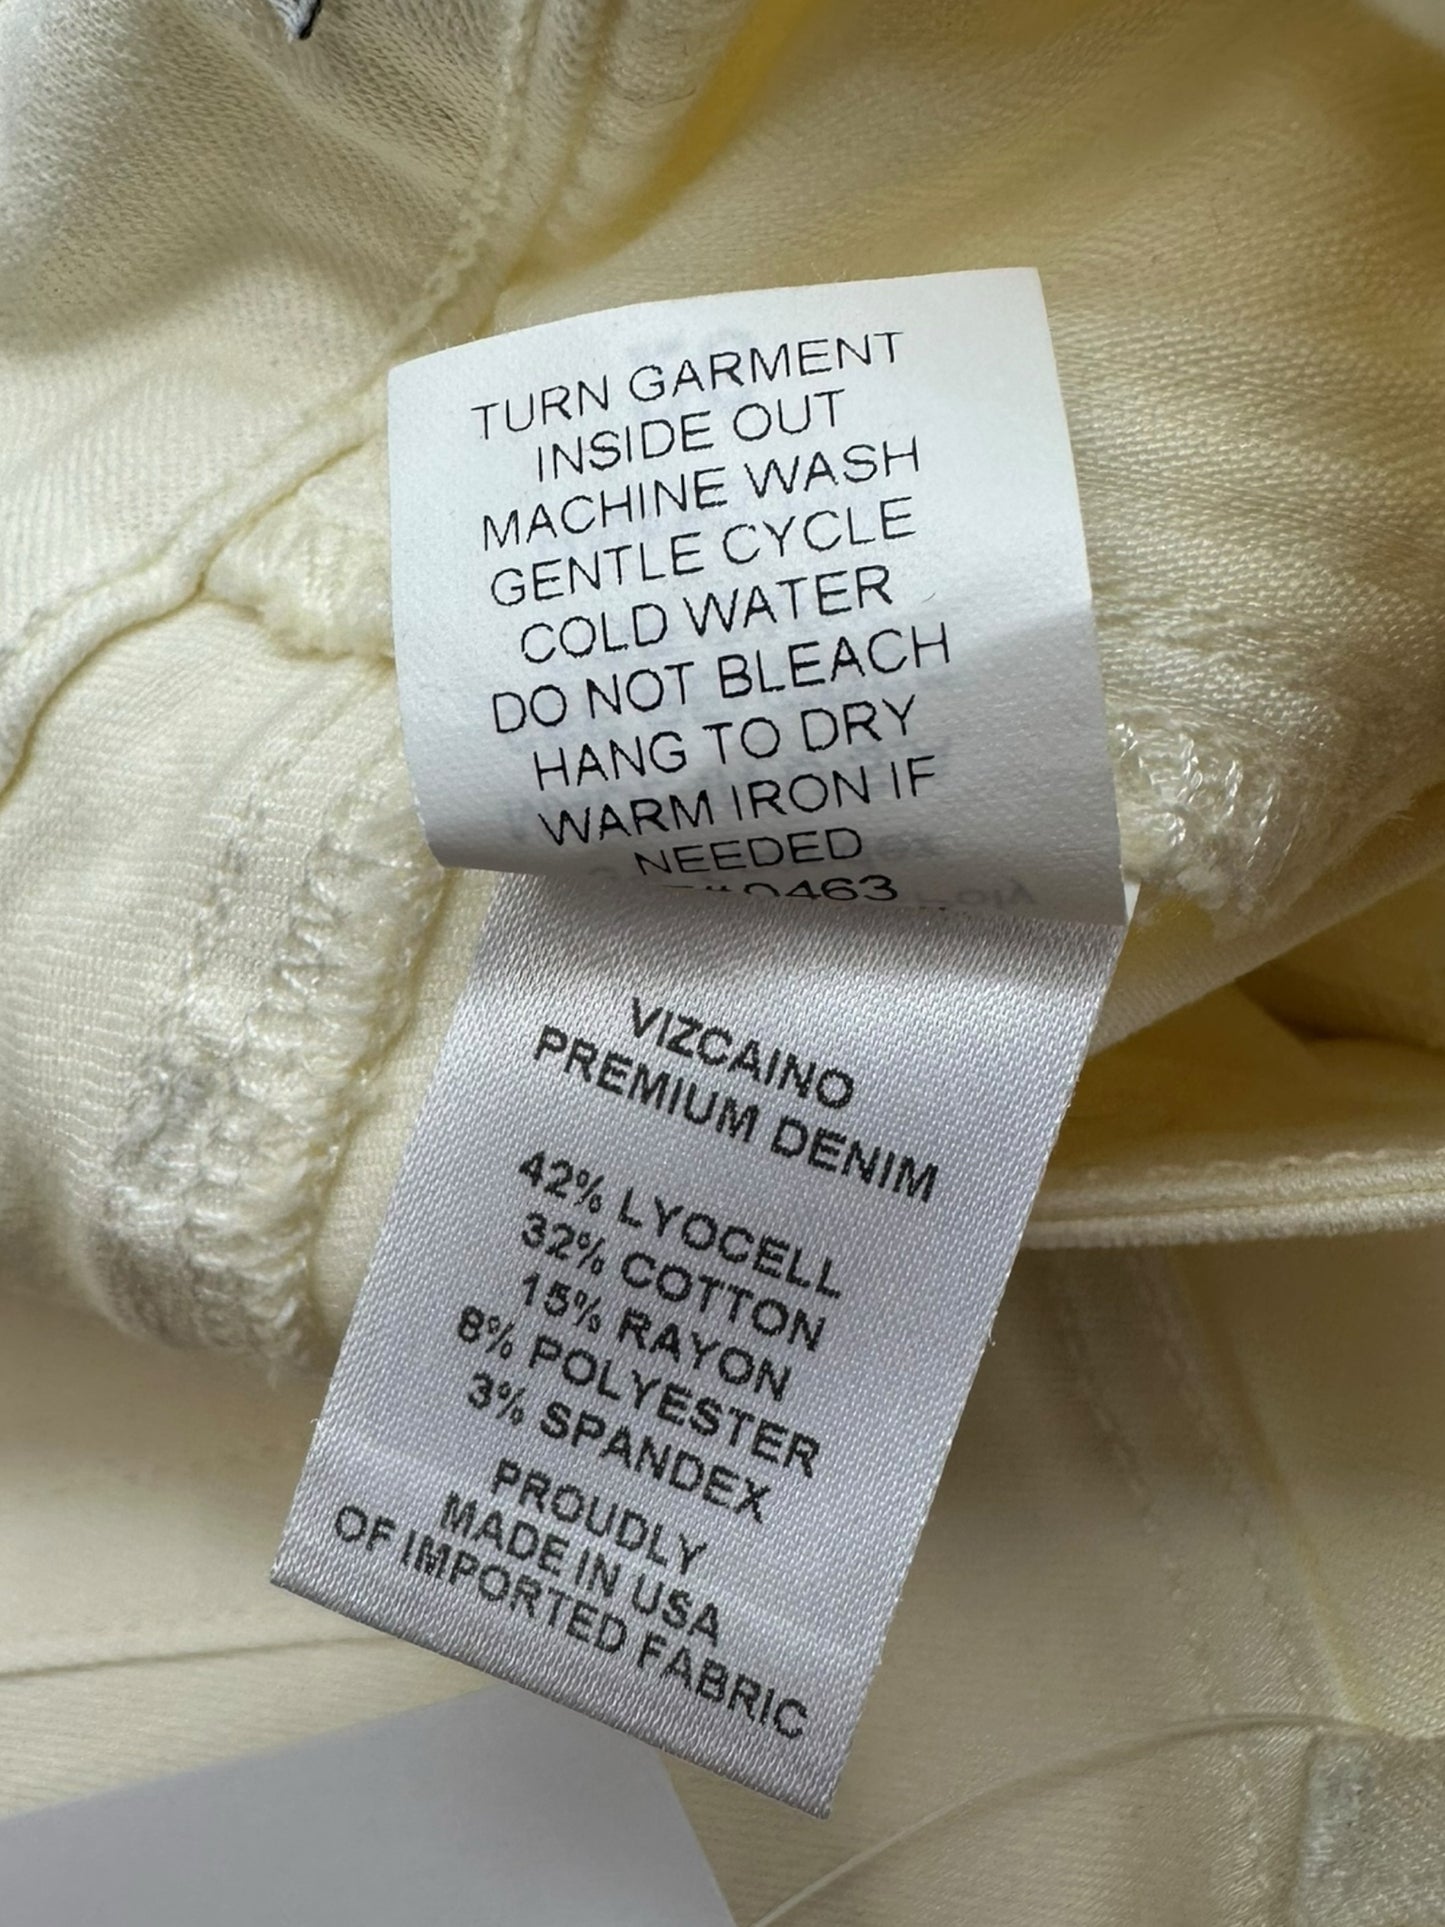 TURN GARMENT
INSIDE OUT
MACHINE WASH
GENTLE CYCLE
COLD WATER
DO NOT BLEACH
HANG TO DRY
WARM IRON IF
NEEDED
0463
VIZCAINO
PREMIUM DENIM
42% LYOCELL
32% COTTON
15% RAYON
8% POLYESTER
3% SPANDEX
PROUDLY
MADE IN USA
OF IMPORTED FABRIC